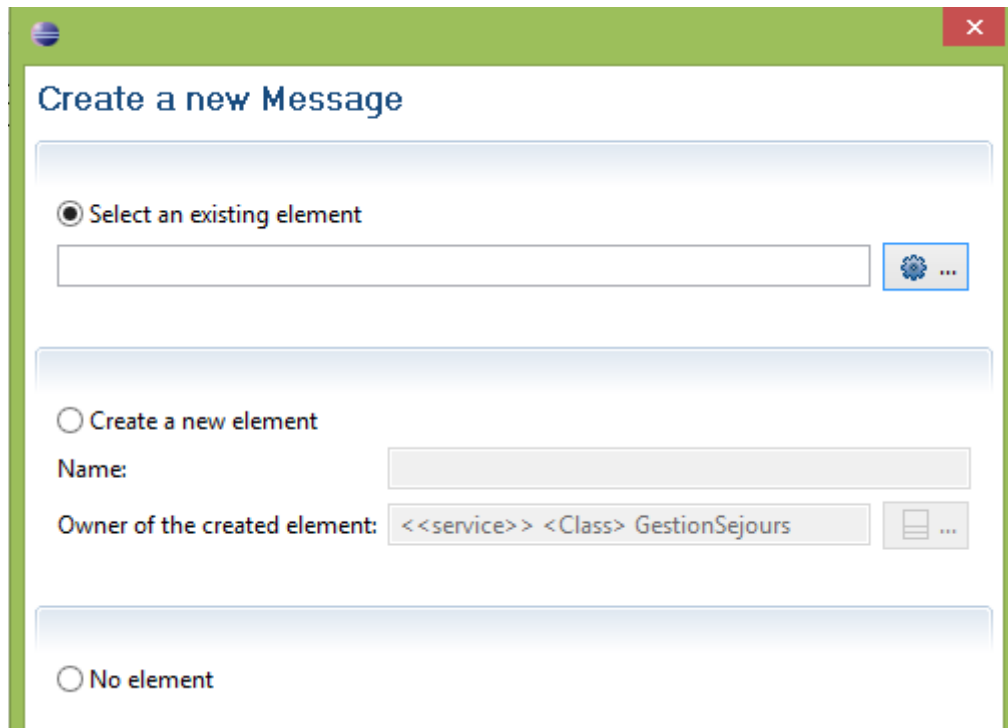 Create a new Message
Select an existing element
...
Create a new element
Name:
Owner of the created element: <<service>> <Class> GestionSejours ...
No element